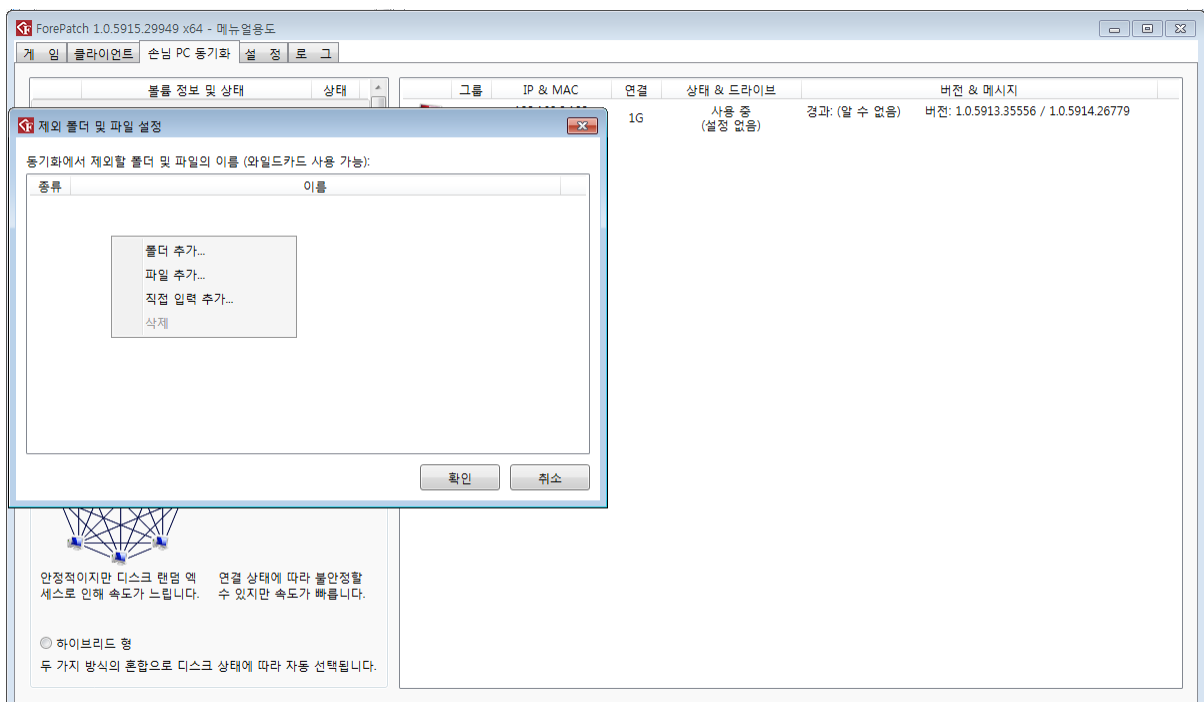 ForePatch 1.0.5915.29949 x64 - 메뉴얼용도
게 임 클라이언트 손님 PC 동기화 설 정 로 그
볼륨 정보 및 상태 상태
그룹 IP & MAC 연결 상태 & 드라이브 버전 & 메시지
1G
사용 중
(설정 없음)
경과: (알 수 없음)
버전: 1.0.5913.35556 / 1.0.5914.26779
제외 폴더 및 파일 설정
동기화에서 제외할 폴더 및 파일의 이름 (와일드카드 사용 가능):
종류 이름
폴더 추가...
파일 추가...
직접 입력 추가...
삭제
확인 취소
안정적이지만 디스크 랜덤 엑
세스로 인해 속도가 느립니다.
연결 상태에 따라 불안정할
수 있지만 속도가 빠릅니다.
하이브리드 형
두 가지 방식의 혼합으로 디스크 상태에 따라 자동 선택됩니다.